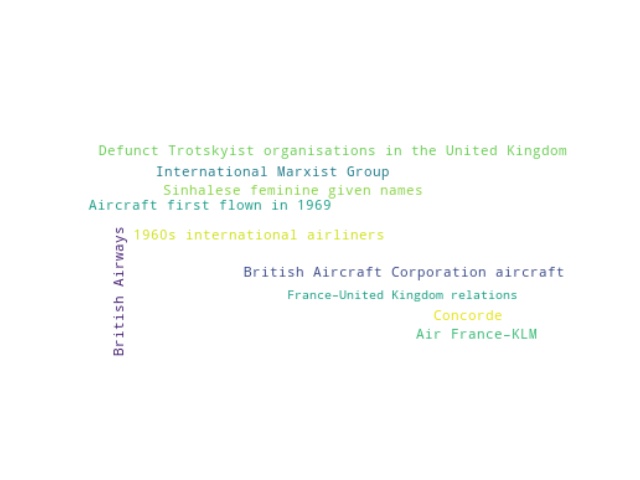 Defunct Trotskyist organisations in the United Kingdom
International Marxist Group
Sinhalese feminine given names
Aircraft first flown in 1969
British Airways
1960s international airliners
British Aircraft Corporation aircraft
France–United Kingdom relations
Concorde
Air France–KLM